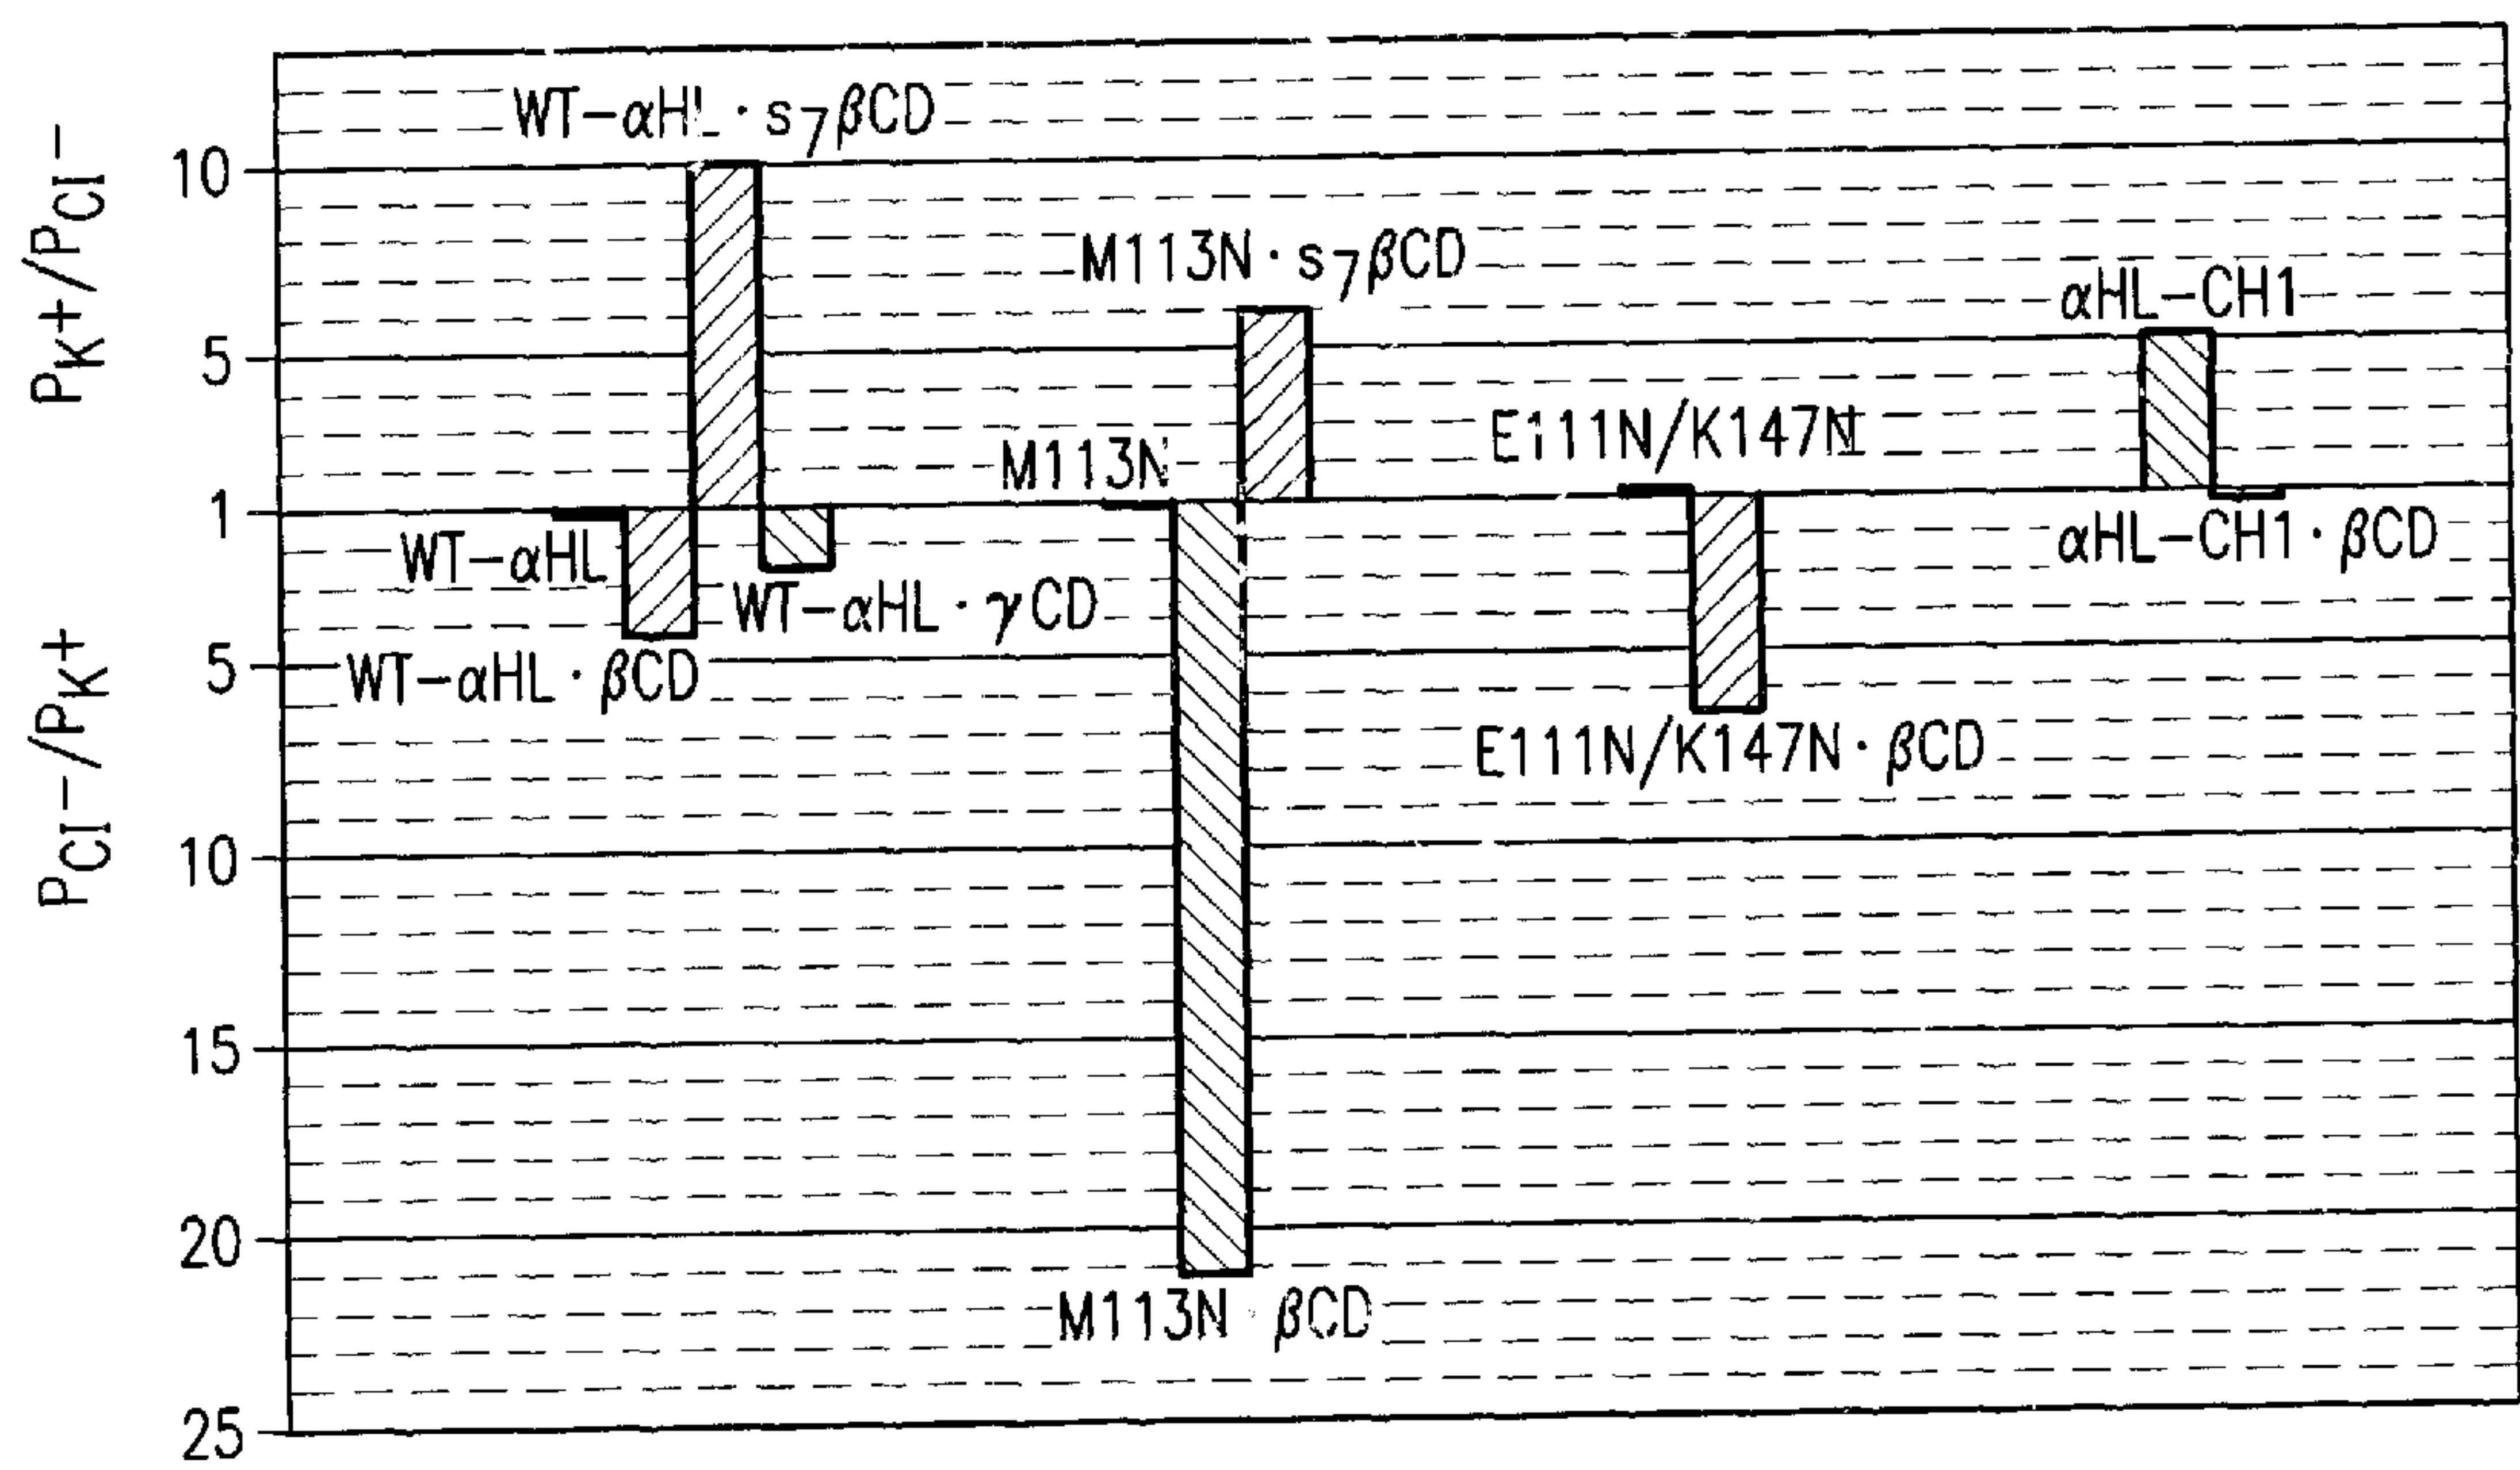 PK+/PCl-
PCl-/PK+
10
5
1
5
10
15
20
25
WT-αHL · s7βCD
M113N · s7βCD
αHL-CH1
E111N/K147N
M113N
WT-αHL
αHL-CH1 · βCD
WT-αHL · γCD
WT-αHL · βCD
E111N/K147N · βCD
M113N βCD